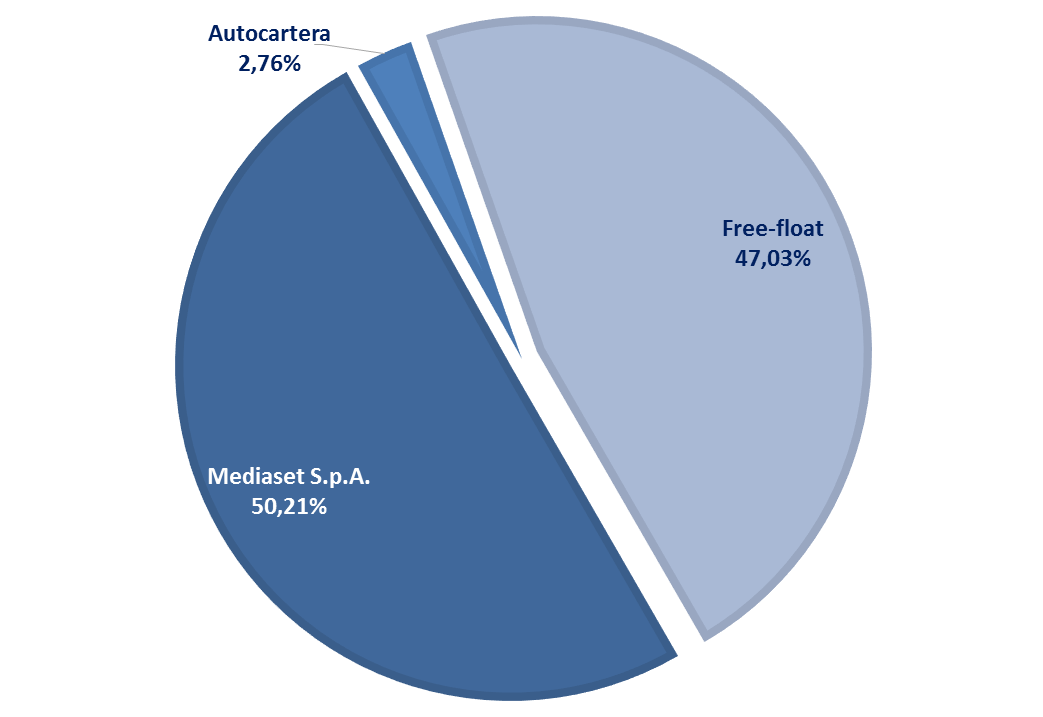 Autocartera
2,76%
Free-float
47,03%
Mediaset S.p.A.
50,21%